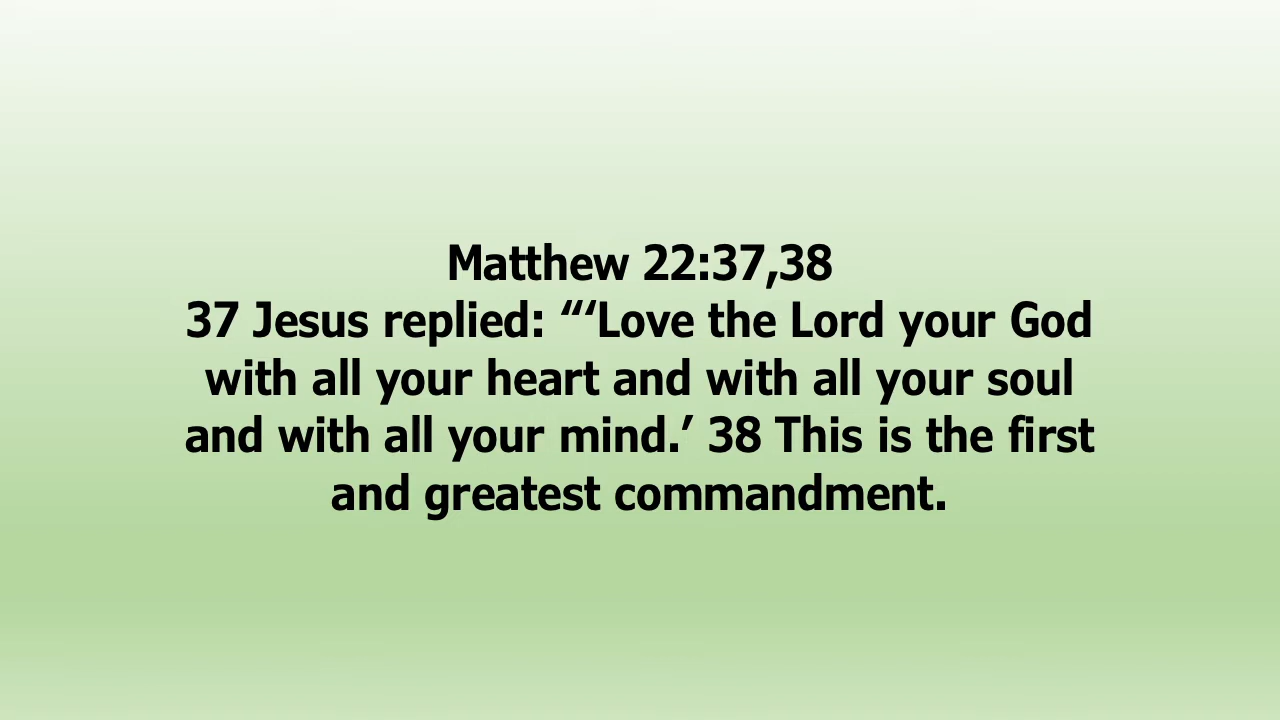 Matthew 22:37,38
37 Jesus replied: “‘Love the Lord your God
with all your heart and with all your soul
and with all your mind.’ 38 This is the first
and greatest commandment.